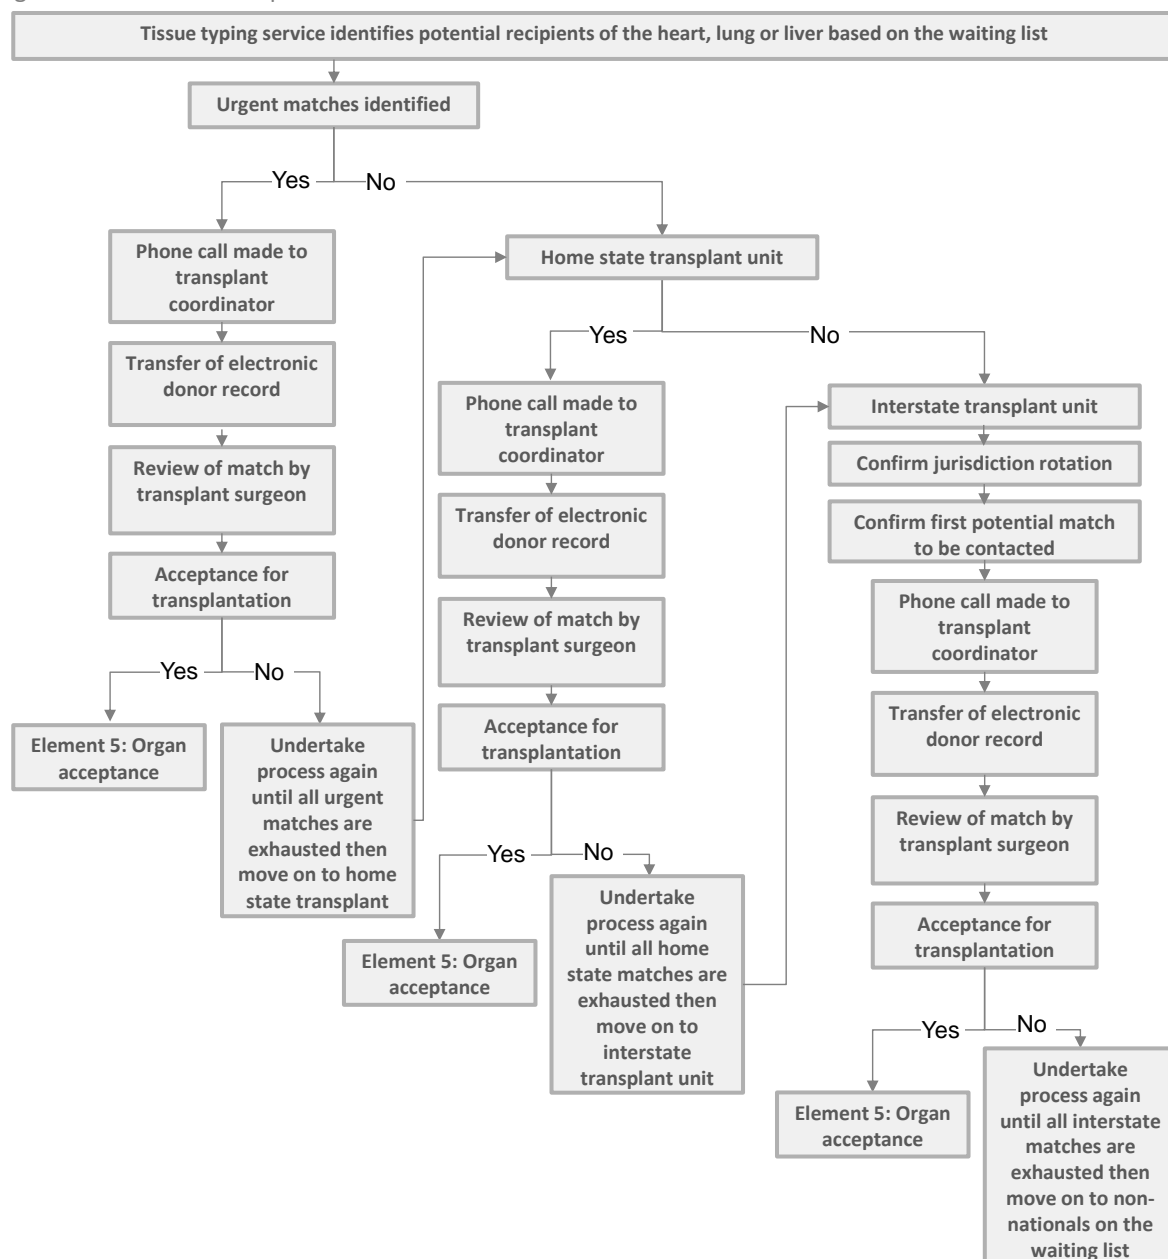 Tissue typing service identifies potential recipients of the heart, lung or liver based on the waiting list
Urgent matches identified
Yes
No
Phone call made to
transplant
coordinator
Transfer of electronic
donor record
Review of match by
transplant surgeon
Acceptance for
transplantation
Yes
No
Element 5: Organ
acceptance
Undertake
process again
until all urgent
matches are
exhausted then
move on to home
state transplant
Home state transplant unit
Yes
No
Phone call made to
transplant
coordinator
Transfer of electronic
donor record
Review of match by
transplant surgeon
Acceptance for
transplantation
Yes
No
Element 5: Organ
acceptance
Undertake
process again
until all home
state matches are
exhausted then
move on to
interstate
transplant unit
Interstate transplant unit
Confirm jurisdiction rotation
Confirm first potential match
to be contacted
Phone call made to
transplant
coordinator
Transfer of electronic
donor record
Review of match by
transplant surgeon
Acceptance for
transplantation
Yes
No
Element 5: Organ
acceptance
Undertake
process again
until all interstate
matches are
exhausted then
move on to non-
nationals on the
waiting list